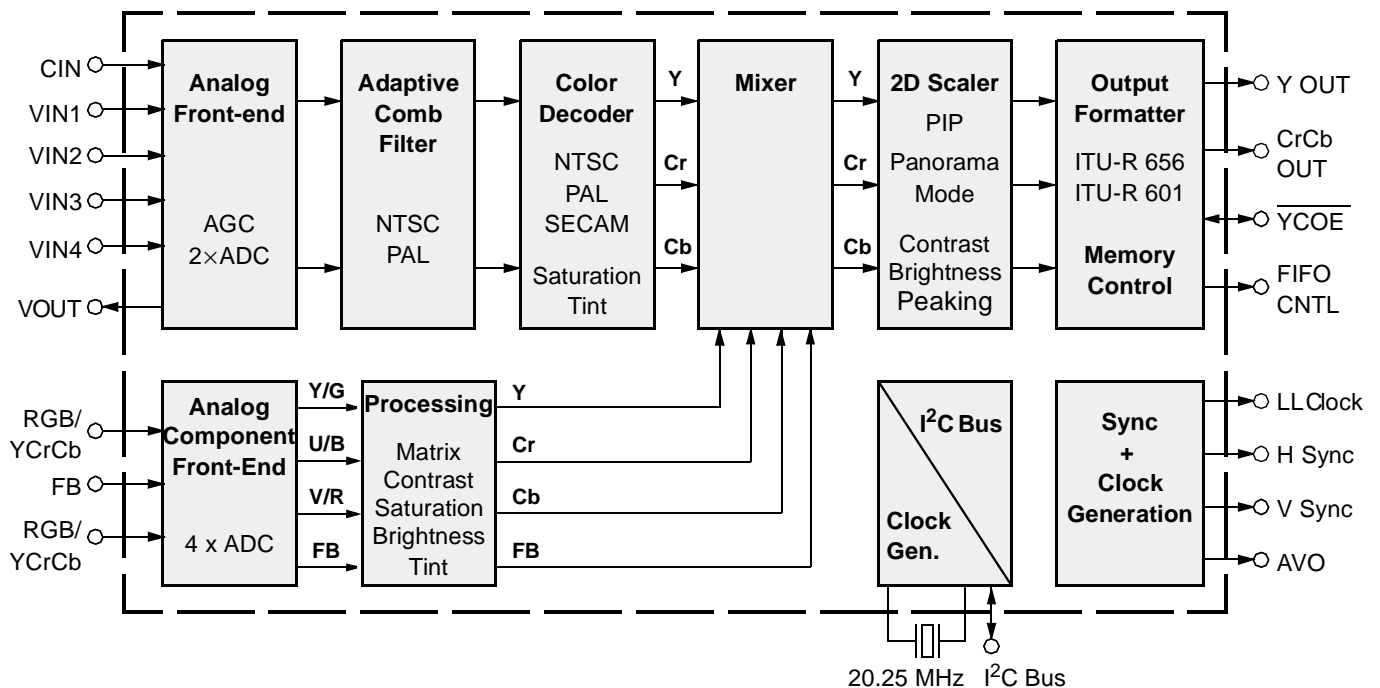 CIN
VIN1
VIN2
VIN3
VIN4
VOUT
Analog
Front-end
AGC
2×ADC
Adaptive
Comb
Filter
NTSC
PAL
Color
Decoder
NTSC
PAL
SECAM
Saturation
Tint
Y
Cr
Cb
Mixer
Y
Cr
Cb
2D Scaler
PIP
Panorama
Mode
Contrast
Brightness
Peaking
Output
Formatter
ITU-R 656
ITU-R 601
Memory
Control
Y OUT
CrCb
OUT
YCOE
FIFO
CNTL
RGB/
YCrCb
FB
RGB/
YCrCb
Analog
Component
Front-End
4 x ADC
Y/G
U/B
V/R
FB
Processing
Matrix
Contrast
Saturation
Brightness
Tint
Y
Cr
Cb
FB
I2C Bus
Clock
Gen.
20.25 MHz
I2C Bus
Sync
+
Clock
Generation
LL Clock
H Sync
V Sync
AVO